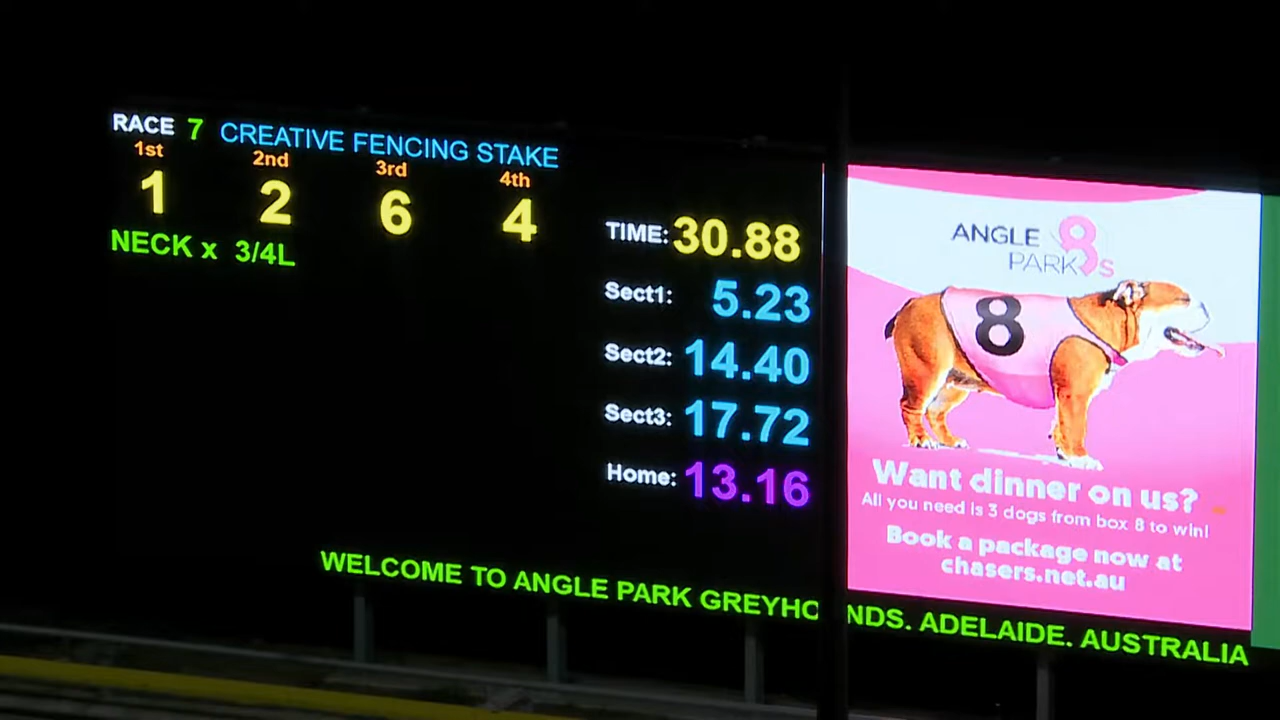 RACE 7 CREATIVE FENCING STAKE
1st 2nd 3rd 4th
1 2 6 4
NECK x 3/4L
TIME: 30.88
Sect1: 5.23
Sect2: 14.40
Sect3: 17.72
Home: 13.16
ANGLE 8s
PARK
8
Want dinner on us?
All you need is 3 dogs from box 8 to win!
Book a package now at
chasers.net.au
WELCOME TO ANGLE PARK GREYHO NDS. ADELAIDE. AUSTRALIA